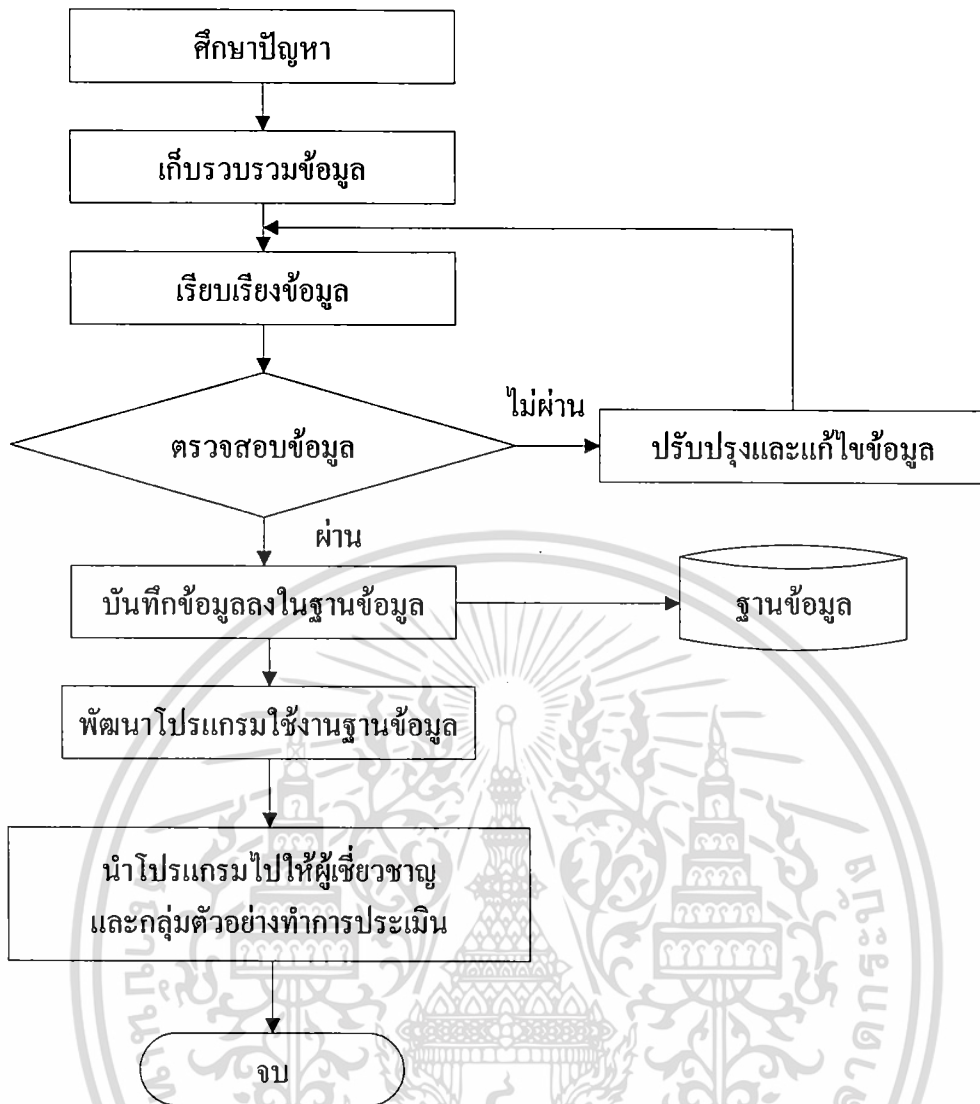 ศึกษาปัญหา
เก็บรวบรวมข้อมูล
เรียบเรียงข้อมูล
ตรวจสอบข้อมูล
ไม่ผ่าน
ปรับปรุงและแก้ไขข้อมูล
ผ่าน
บันทึกข้อมูลลงในฐานข้อมูล
ฐานข้อมูล
พัฒนาโปรแกรมใช้งานฐานข้อมูล
นำโปรแกรมไปให้ผู้เชี่ยวชาญ
และกลุ่มตัวอย่างทำการประเมิน
จบ